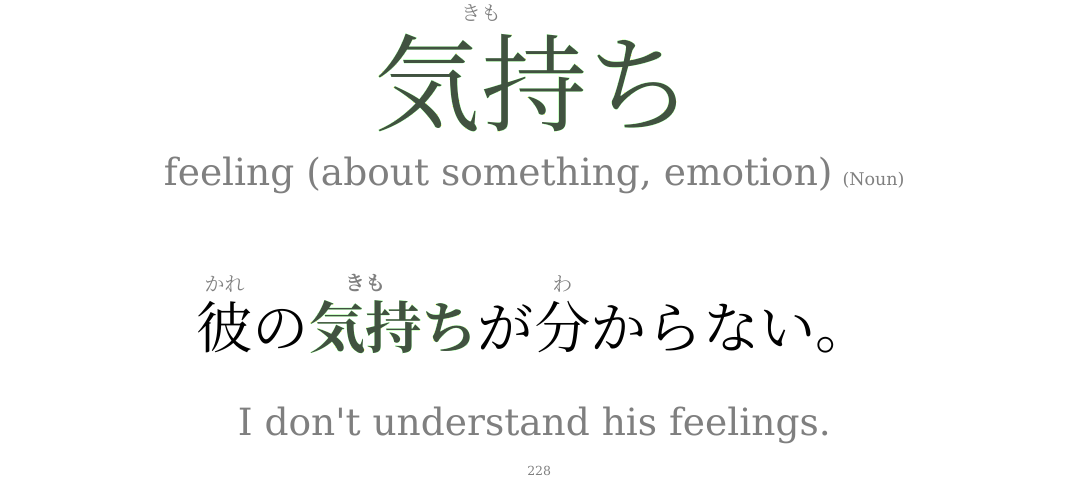 きも
気持ち
feeling (about something, emotion) (Noun)
かれ きも わ
彼の気持ちが分からない。
I don't understand his feelings.
228